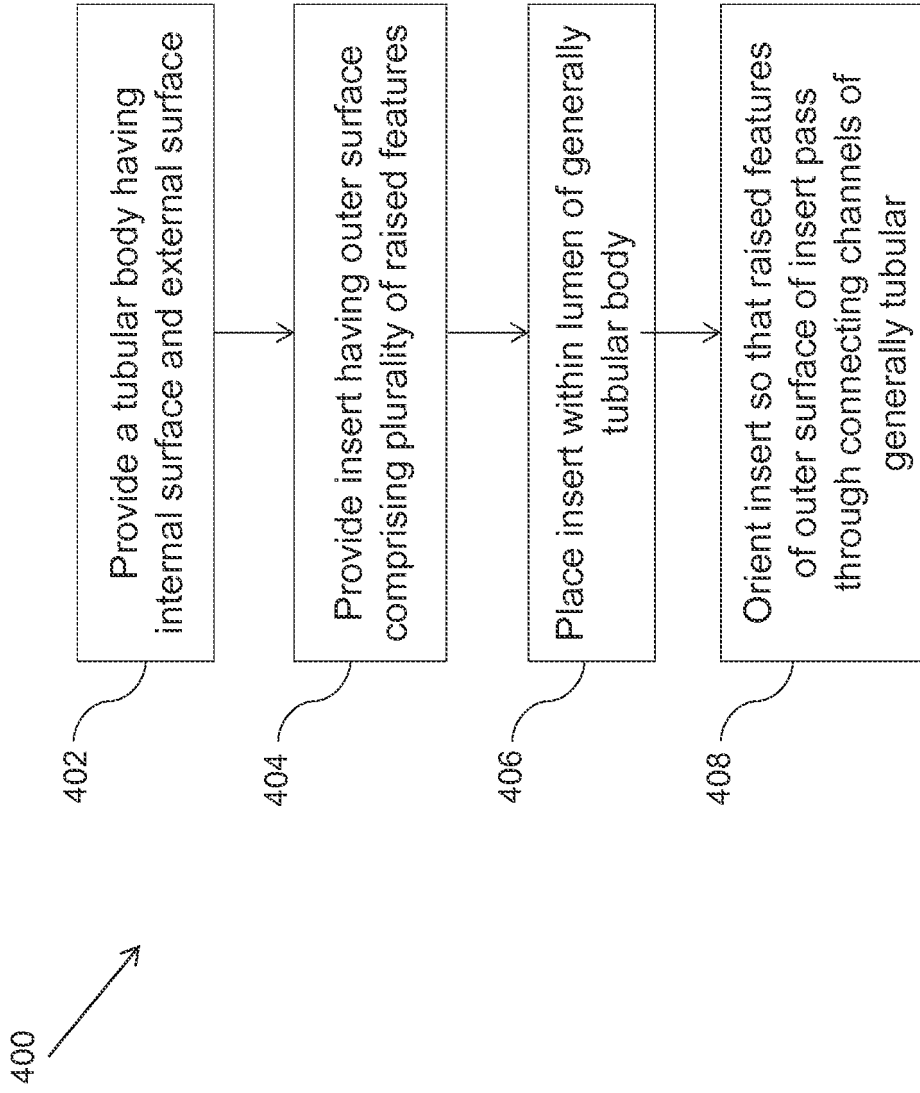 400
402
Provide a tubular body having
internal surface and external surface
404
Provide insert having outer surface
comprising plurality of raised features
406
Place insert within lumen of generally
tubular body
408
Orient insert so that raised features
of outer surface of insert pass
through connecting channels of
generally tubular